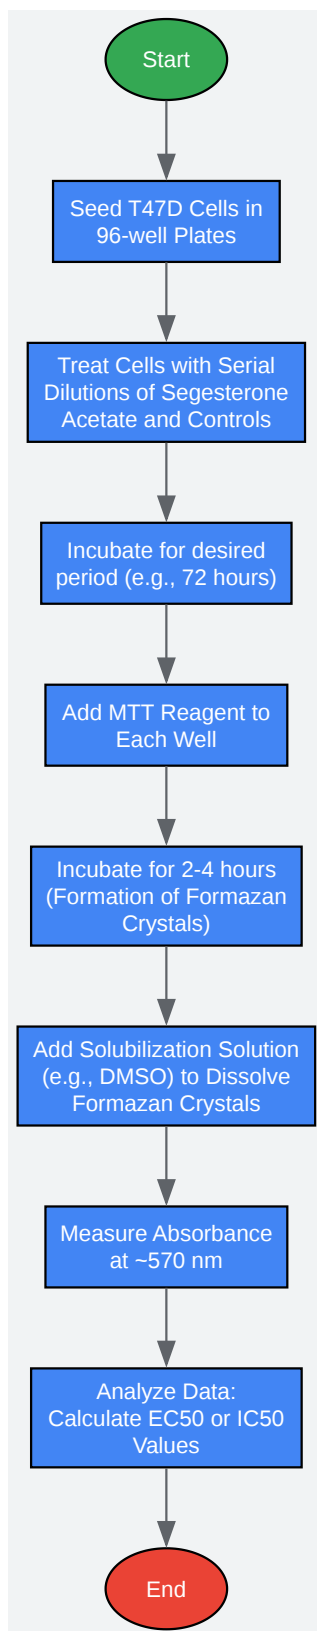 Start
Seed T47D Cells in
96-well Plates
Treat Cells with Serial
Dilutions of Segesterone
Acetate and Controls
Incubate for desired
period (e.g., 72 hours)
Add MTT Reagent to
Each Well
Incubate for 2-4 hours
(Formation of Formazan
Crystals)
Add Solubilization Solution
(e.g., DMSO) to Dissolve
Formazan Crystals
Measure Absorbance
at ~570 nm
Analyze Data:
Calculate EC50 or IC50
Values
End